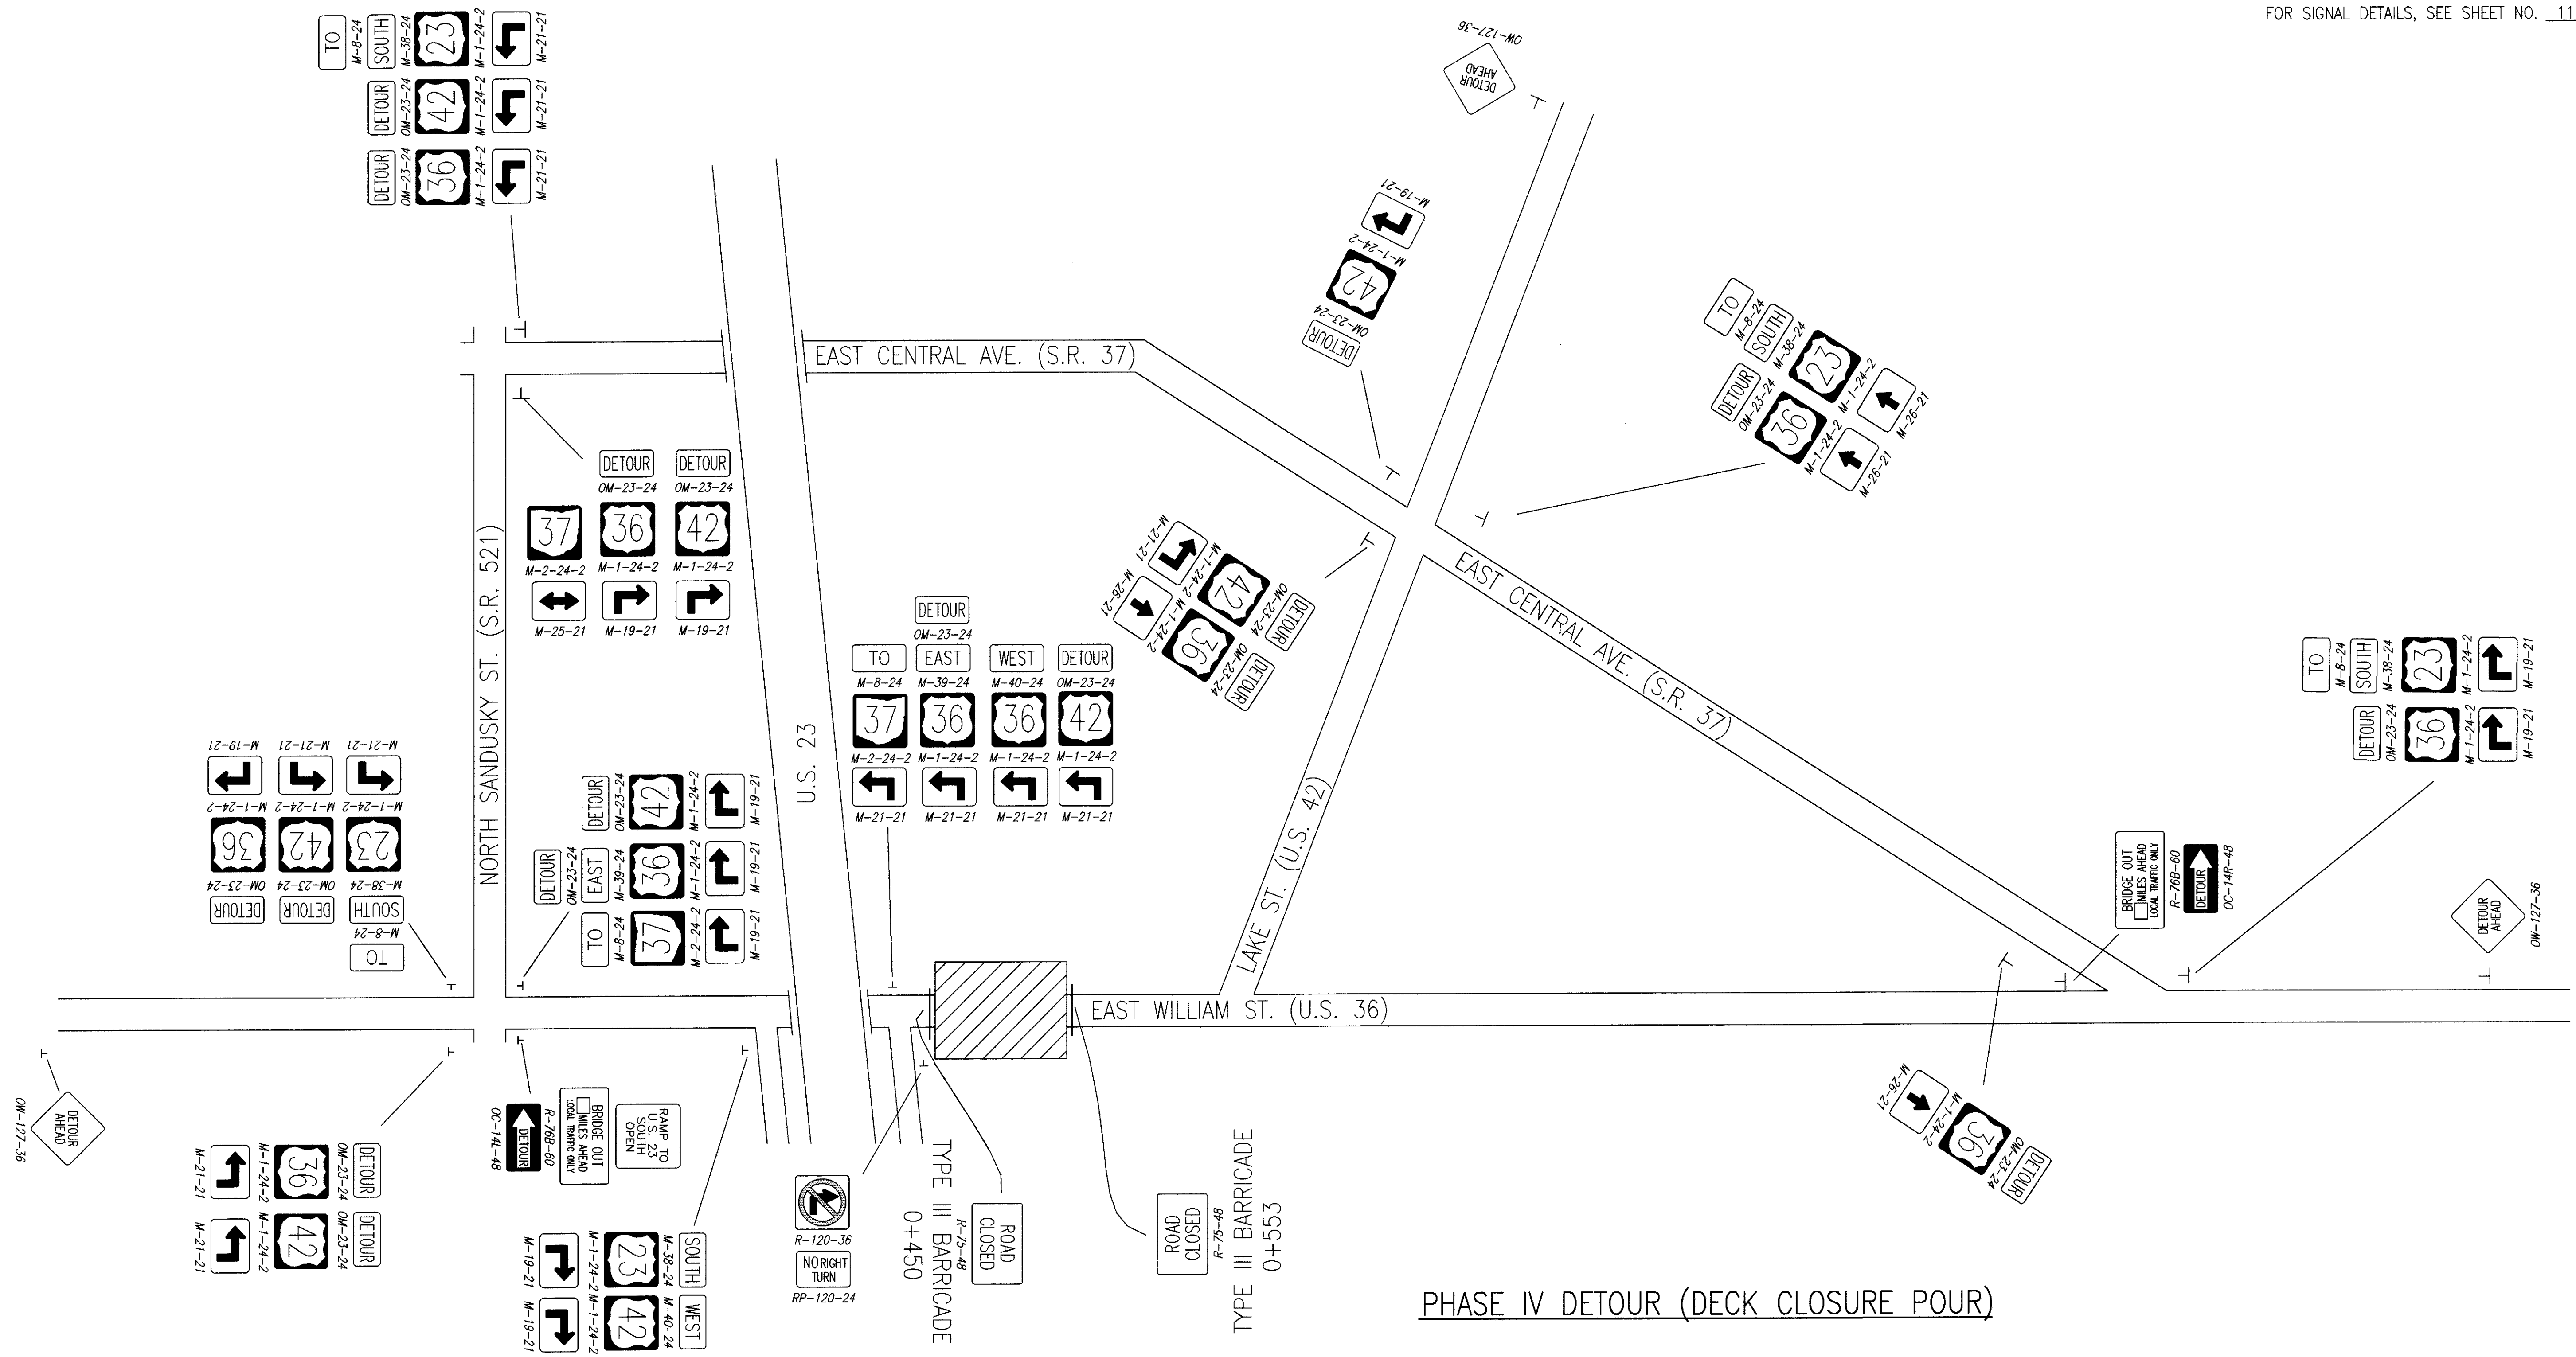 FOR SIGNAL DETAILS, SEE SHEET NO. 11
TO
M-8-24
SOUTH
M-38-24
23
M-1-24-2
M-21-21
DETOUR
OM-23-24
42
M-1-24-2
M-21-21
DETOUR
OM-23-24
36
M-1-24-2
M-21-21
OW-127-36
DETOUR
AHEAD
M-19-21
M-1-24-2
42
OM-23-24
DETOUR
TO
M-8-24
SOUTH
M-38-24
23
M-1-24-2
M-26-21
DETOUR
OM-23-24
36
M-1-24-2
M-26-21
EAST CENTRAL AVE. (S.R. 37)
NORTH SANDUSKY ST. (S.R. 521)
DETOUR
OM-23-24
DETOUR
OM-23-24
37
36
42
M-2-24-2
M-1-24-2
M-1-24-2
M-25-21
M-19-21
M-19-21
U.S. 23
DETOUR
OM-23-24
TO
EAST
WEST
DETOUR
M-8-24
M-39-24
M-40-24
OM-23-24
37
36
36
42
M-2-24-2
M-1-24-2
M-1-24-2
M-1-24-2
M-21-21
M-21-21
M-21-21
M-21-21
M-21-21
M-1-24-2
42
OM-23-24
DETOUR
M-26-21
M-1-24-2
36
OM-23-24
DETOUR
EAST CENTRAL AVE. (S.R. 37)
LAKE ST. (U.S. 42)
TO
M-8-24
SOUTH
M-38-24
23
M-1-24-2
M-19-21
DETOUR
OM-23-24
36
M-1-24-2
M-19-21
M-19-21
M-21-21
M-21-21
M-1-24-2
M-1-24-2
M-1-24-2
36
42
23
OM-23-24
OM-23-24
M-38-24
DETOUR
DETOUR
SOUTH
M-8-24
TO
DETOUR
OM-23-24
42
M-1-24-2
M-19-21
DETOUR
OM-23-24
EAST
M-39-24
36
M-1-24-2
M-19-21
TO
M-8-24
37
M-2-24-2
M-19-21
BRIDGE OUT
MILES AHEAD
LOCAL TRAFFIC ONLY
R-76B-60
DETOUR
OC-14R-48
DETOUR
AHEAD
OW-127-36
EAST WILLIAM ST. (U.S. 36)
OW-127-36
DETOUR
AHEAD
M-21-21
M-1-24-2
36
OM-23-24
DETOUR
M-21-21
M-1-24-2
42
OM-23-24
DETOUR
OC-14L-48
DETOUR
R-76B-60
BRIDGE OUT
MILES AHEAD
LOCAL TRAFFIC ONLY
RAMP TO
U.S. 23
SOUTH
OPEN
M-19-21
M-1-24-2
23
M-38-24
SOUTH
M-19-21
M-1-24-2
42
M-40-24
WEST
R-120-36
NO RIGHT
TURN
RP-120-24
TYPE III BARRICADE
0+450
R-75-48
ROAD
CLOSED
ROAD
CLOSED
R-75-48
TYPE III BARRICADE
0+553
M-26-21
M-1-24-2
36
OM-23-24
DETOUR
PHASE IV DETOUR (DECK CLOSURE POUR)